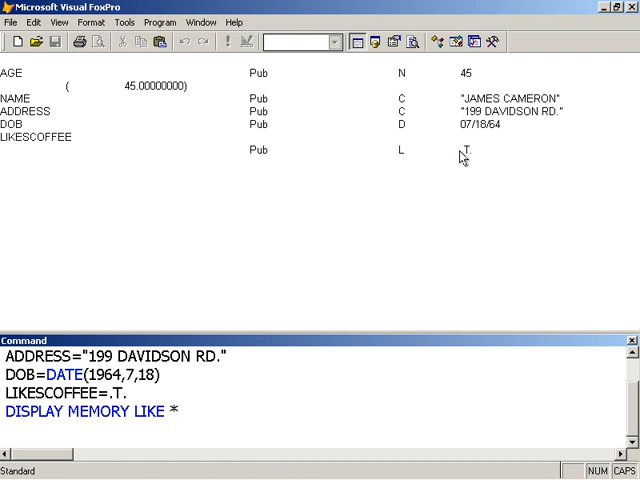 Microsoft Visual FoxPro
File Edit View Format Tools Program Window Help
AGE Pub N 45
( 45.00000000)
NAME Pub C "JAMES CAMERON"
ADDRESS Pub C "199 DAVIDSON RD."
DOB Pub D 07/18/64
LIKESCOFFEE
Pub L .T.
Command
ADDRESS="199 DAVIDSON RD."
DOB=DATE(1964,7,18)
LIKESCOFFEE=.T.
DISPLAY MEMORY LIKE *
Standard NUM CAPS